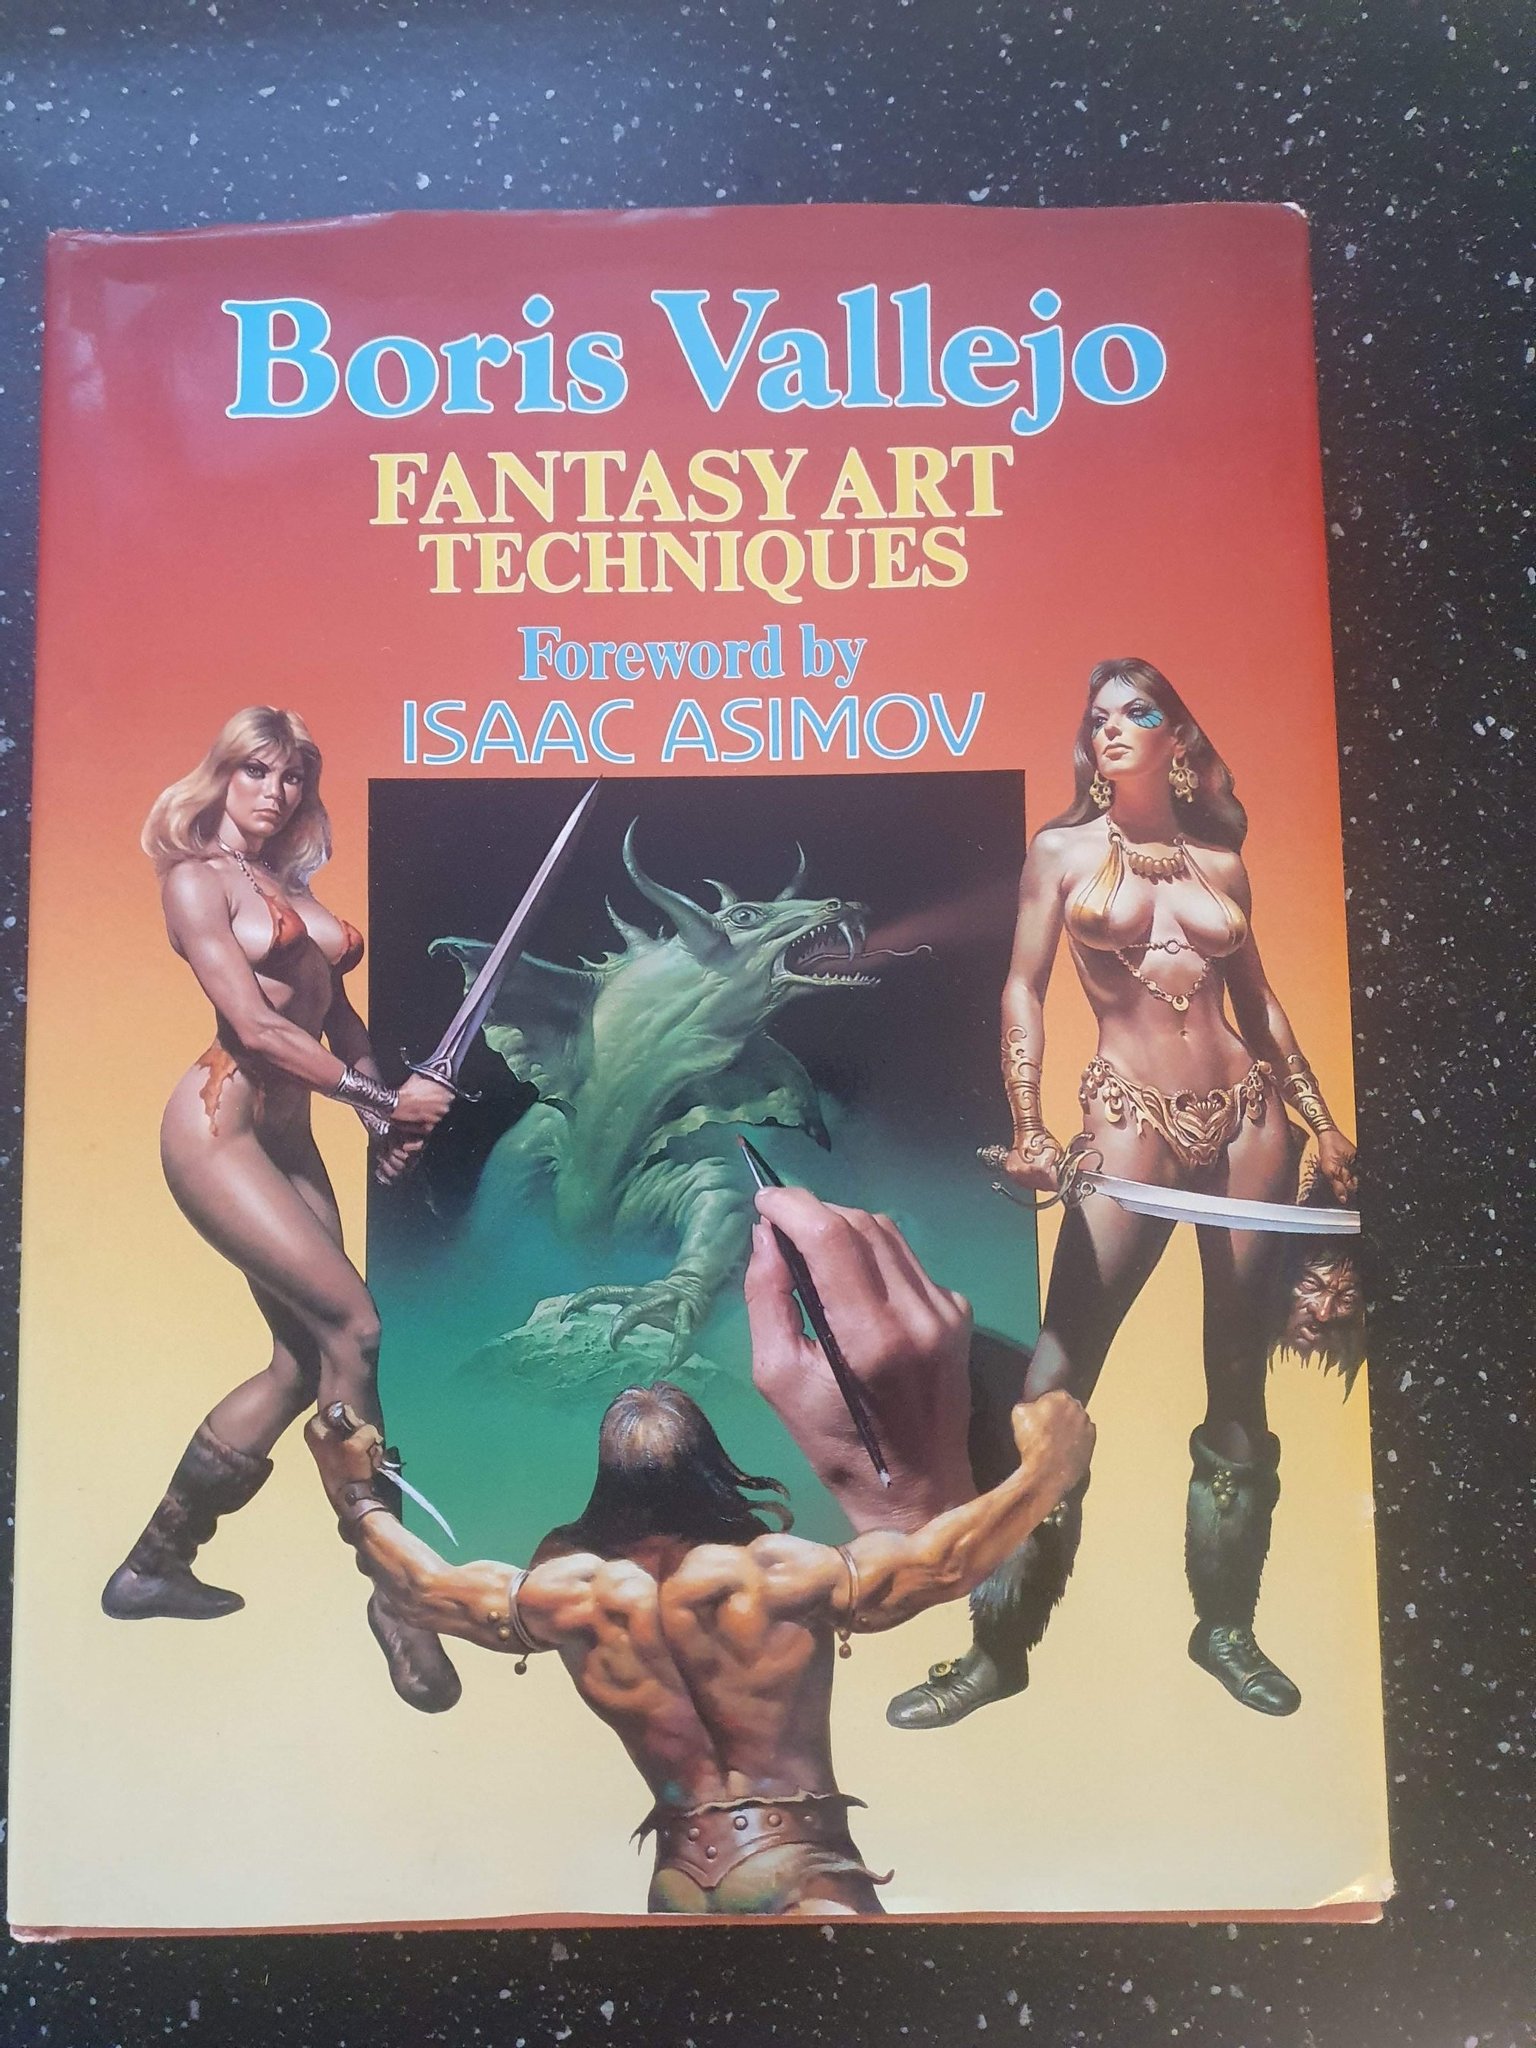 Boris Vallejo
FANTASY ART
TECHNIQUES
Foreword by
ISAAC ASIMOV